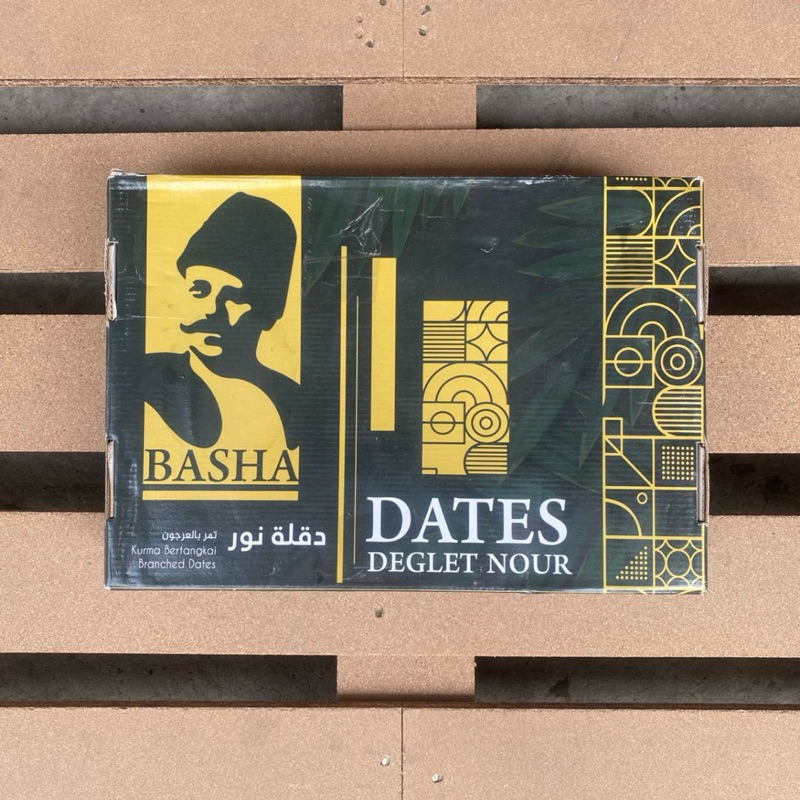 BASHA
دقلة نور
تمر بالعرجون
Kurma Bertangkai
Branched Dates
DATES
DEGLET NOUR